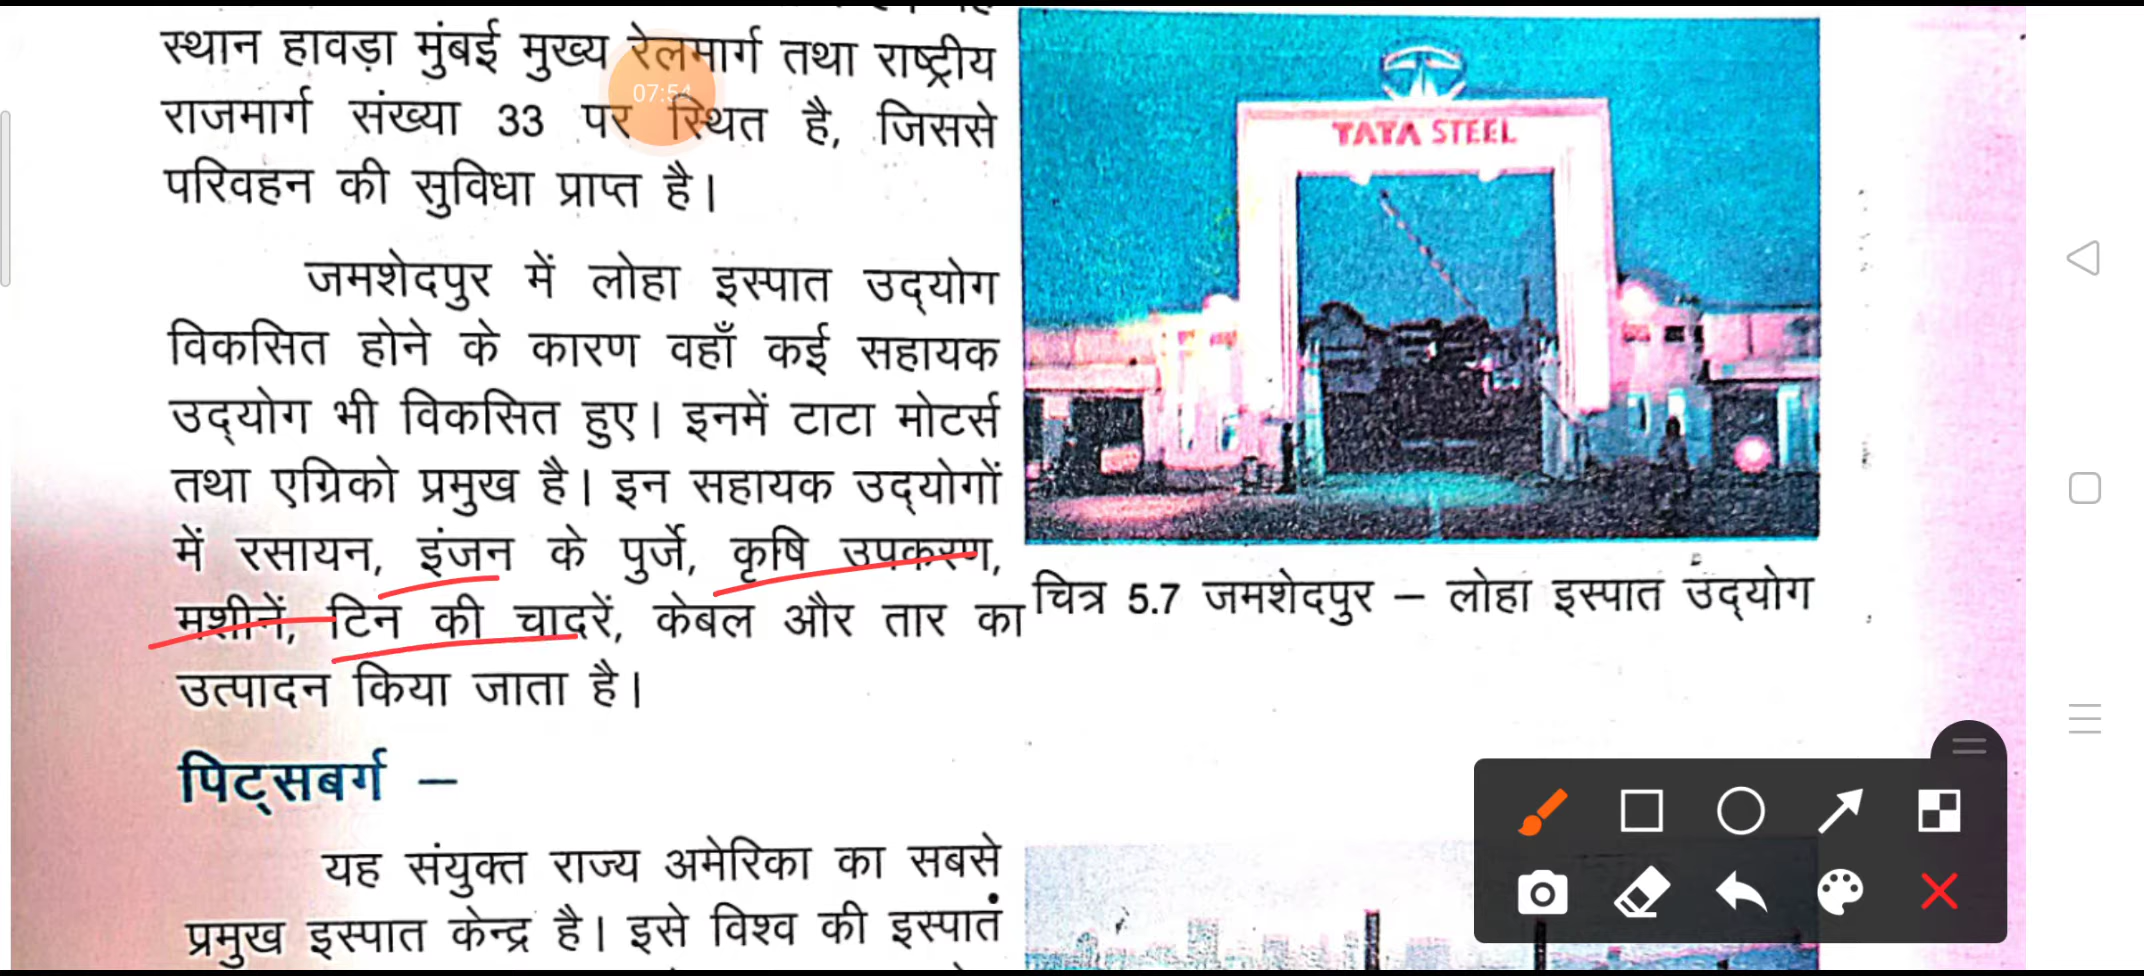 स्थान हावड़ा मुंबई मुख्य रेलमार्ग तथा राष्ट्रीय
राजमार्ग संख्या 33 पर स्थित है, जिससे
परिवहन की सुविधा प्राप्त है।
जमशेदपुर में लोहा इस्पात उद्योग
विकसित होने के कारण वहाँ कई सहायक
उद्योग भी विकसित हुए। इनमें टाटा मोटर्स
तथा एग्रिको प्रमुख है। इन सहायक उद्योगों
में रसायन, इंजन के पुर्जे, कृषि उपकरण,
मशीनें, टिन की चादरें, केबल और तार का
उत्पादन किया जाता है।
07:54
TATA STEEL
चित्र 5.7 जमशेदपुर – लोहा इस्पात उद्योग
पिट्सबर्ग –
यह संयुक्त राज्य अमेरिका का सबसे
प्रमुख इस्पात केन्द्र है। इसे विश्व की इस्पात